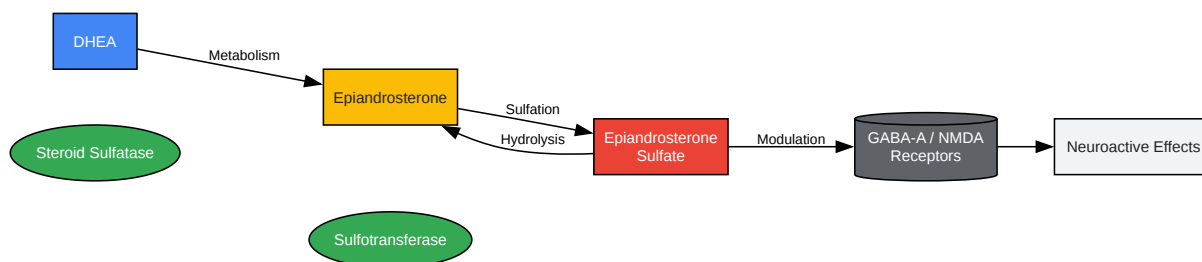 DHEA
Metabolism
Epiandrosterone
Sulfation
Hydrolysis
Epiandrosterone
Sulfate
Modulation
GABA-A / NMDA
Receptors
Neuroactive Effects
Steroid Sulfatase
Sulfotransferase